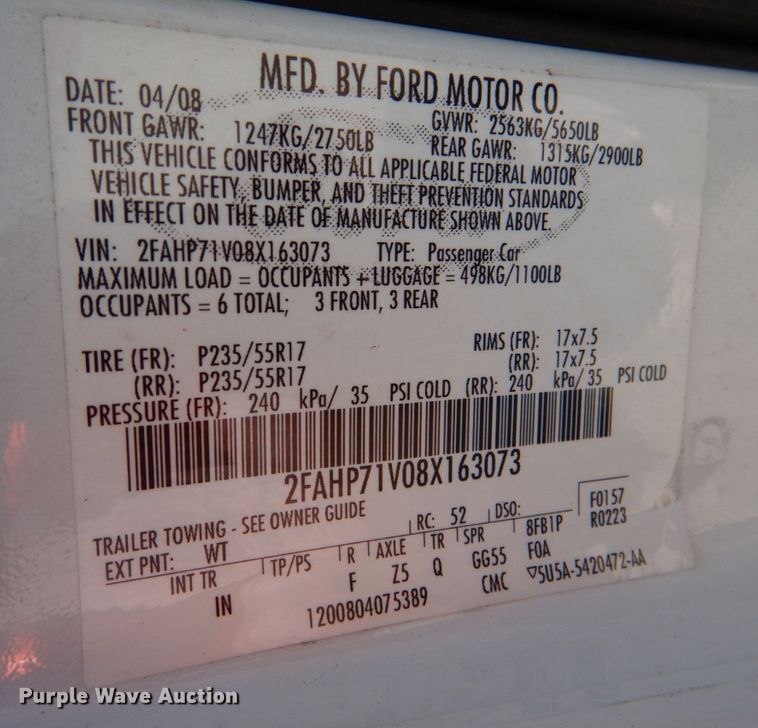 MFD. BY FORD MOTOR CO.
DATE: 04/08 GVWR: 2563KG/5650LB
FRONT GAWR: 1247KG/2750LB REAR GAWR: 1315KG/2900LB
THIS VEHICLE CONFORMS TO ALL APPLICABLE FEDERAL MOTOR
VEHICLE SAFETY, BUMPER, AND THEFT PREVENTION STANDARDS
IN EFFECT ON THE DATE OF MANUFACTURE SHOWN ABOVE.
VIN: 2FAHP71V08X163073 TYPE: Passenger Car
MAXIMUM LOAD = OCCUPANTS + LUGGAGE = 498KG/1100LB
OCCUPANTS = 6 TOTAL; 3 FRONT, 3 REAR
TIRE (FR): P235/55R17 RIMS (FR): 17x7.5
(RR): P235/55R17 (RR): 17x7.5
PRESSURE (FR): 240 kPa/ 35 PSI COLD (RR): 240 kPa/ 35 PSI COLD
2FAHP71V08X163073
TRAILER TOWING - SEE OWNER GUIDE
EXT PNT: WT RC: 52 DSO: F0157
INT TR TP/PS R AXLE TR SPR 8FB1P R0223
IN F Z5 Q GG55 F0A
1200804075389 CMC ▽5U5A-5420472-AA
Purple Wave Auction